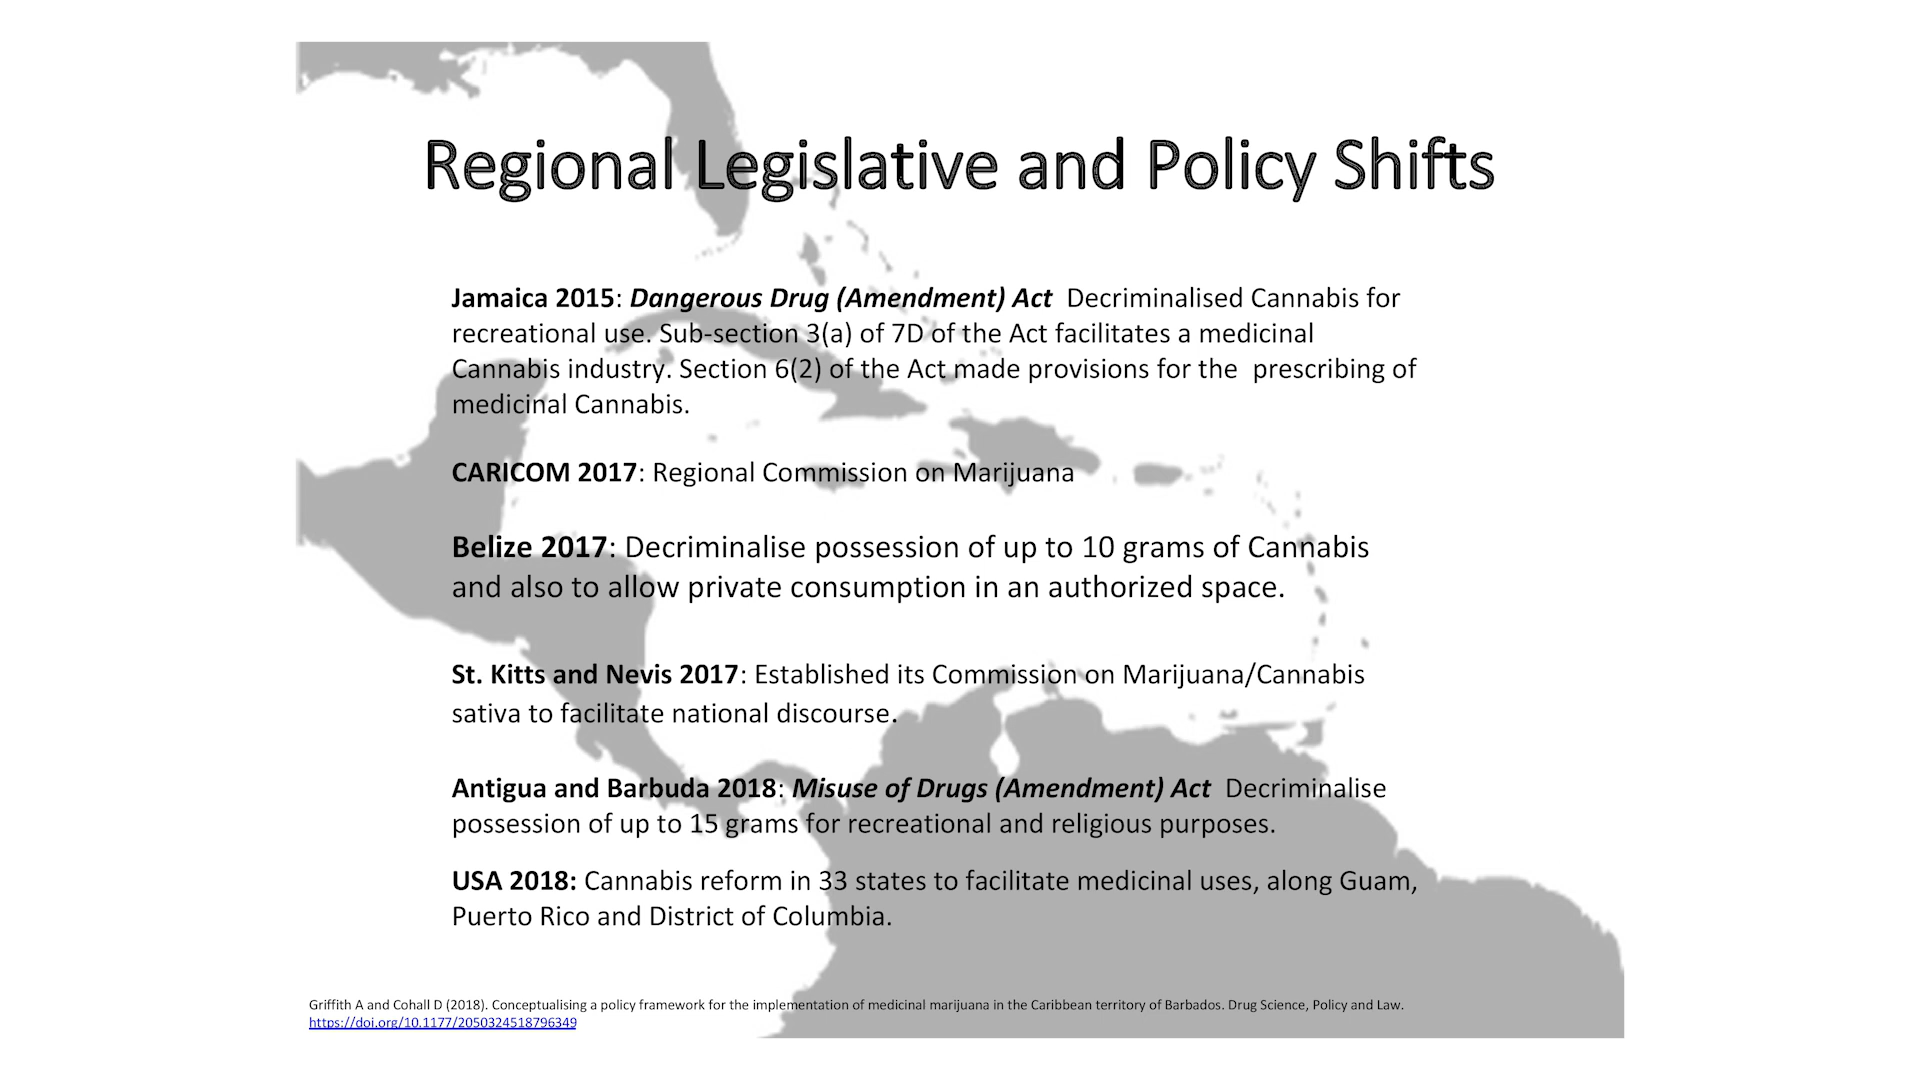 Regional Legislative and Policy Shifts
Jamaica 2015: Dangerous Drug (Amendment) Act  Decriminalised Cannabis for
recreational use. Sub-section 3(a) of 7D of the Act facilitates a medicinal
Cannabis industry. Section 6(2) of the Act made provisions for the  prescribing of
medicinal Cannabis.
CARICOM 2017: Regional Commission on Marijuana
Belize 2017: Decriminalise possession of up to 10 grams of Cannabis
and also to allow private consumption in an authorized space.
St. Kitts and Nevis 2017: Established its Commission on Marijuana/Cannabis
sativa to facilitate national discourse.
Antigua and Barbuda 2018: Misuse of Drugs (Amendment) Act  Decriminalise
possession of up to 15 grams for recreational and religious purposes.
USA 2018: Cannabis reform in 33 states to facilitate medicinal uses, along Guam,
Puerto Rico and District of Columbia.
Griffith A and Cohall D (2018). Conceptualising a policy framework for the implementation of medicinal marijuana in the Caribbean territory of Barbados. Drug Science, Policy and Law.
https://doi.org/10.1177/2050324518796349